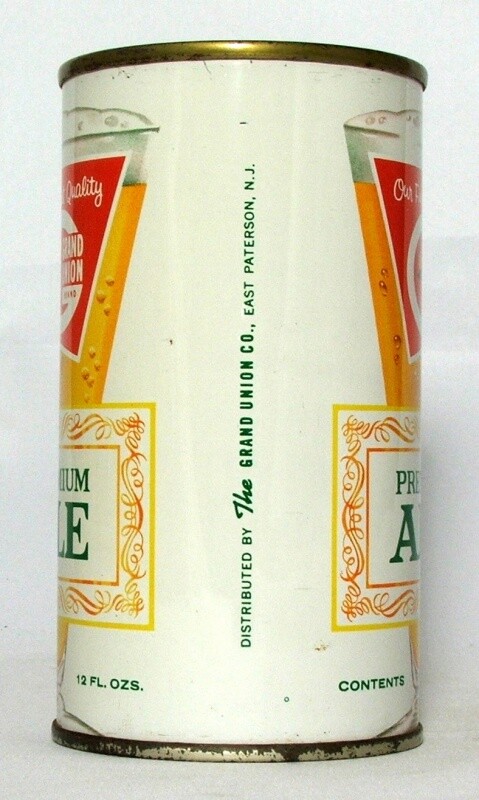 Quality
GRAND
UNION
BRAND
MIUM
LE
12 FL. OZS.
DISTRIBUTED BY The GRAND UNION CO., EAST PATERSON, N.J.
Our F
PRE
A
CONTENTS